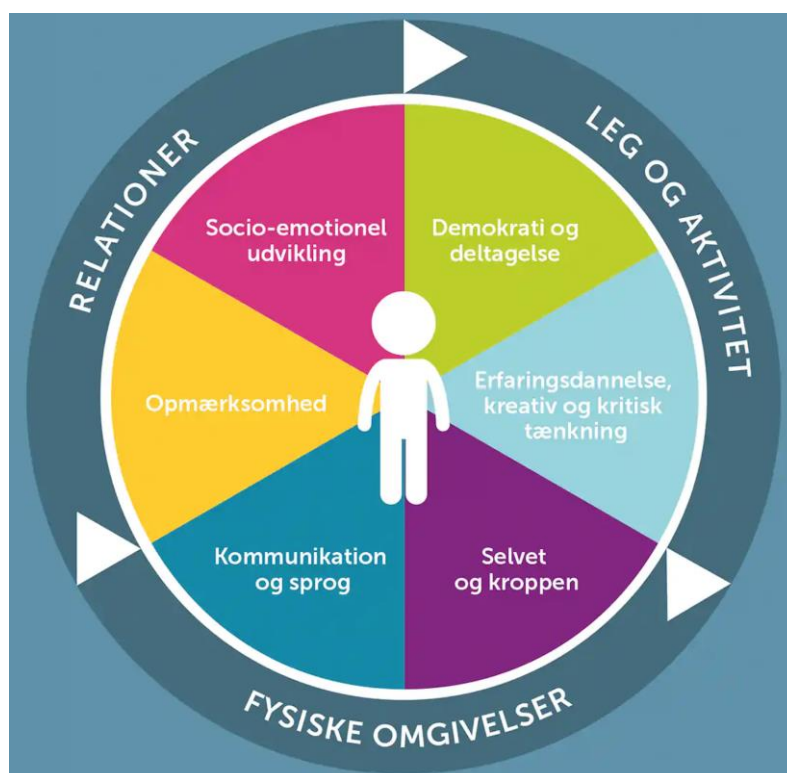 RELATIONER
LEG OG AKTIVITET
Socio-emotionel
udvikling
Demokrati og
deltagelse
Opmærksomhed
Erfaringsdannelse,
kreativ og kritisk
tænkning
Kommunikation
og sprog
Selvet
og kroppen
FYSISKE OMGIVELSER